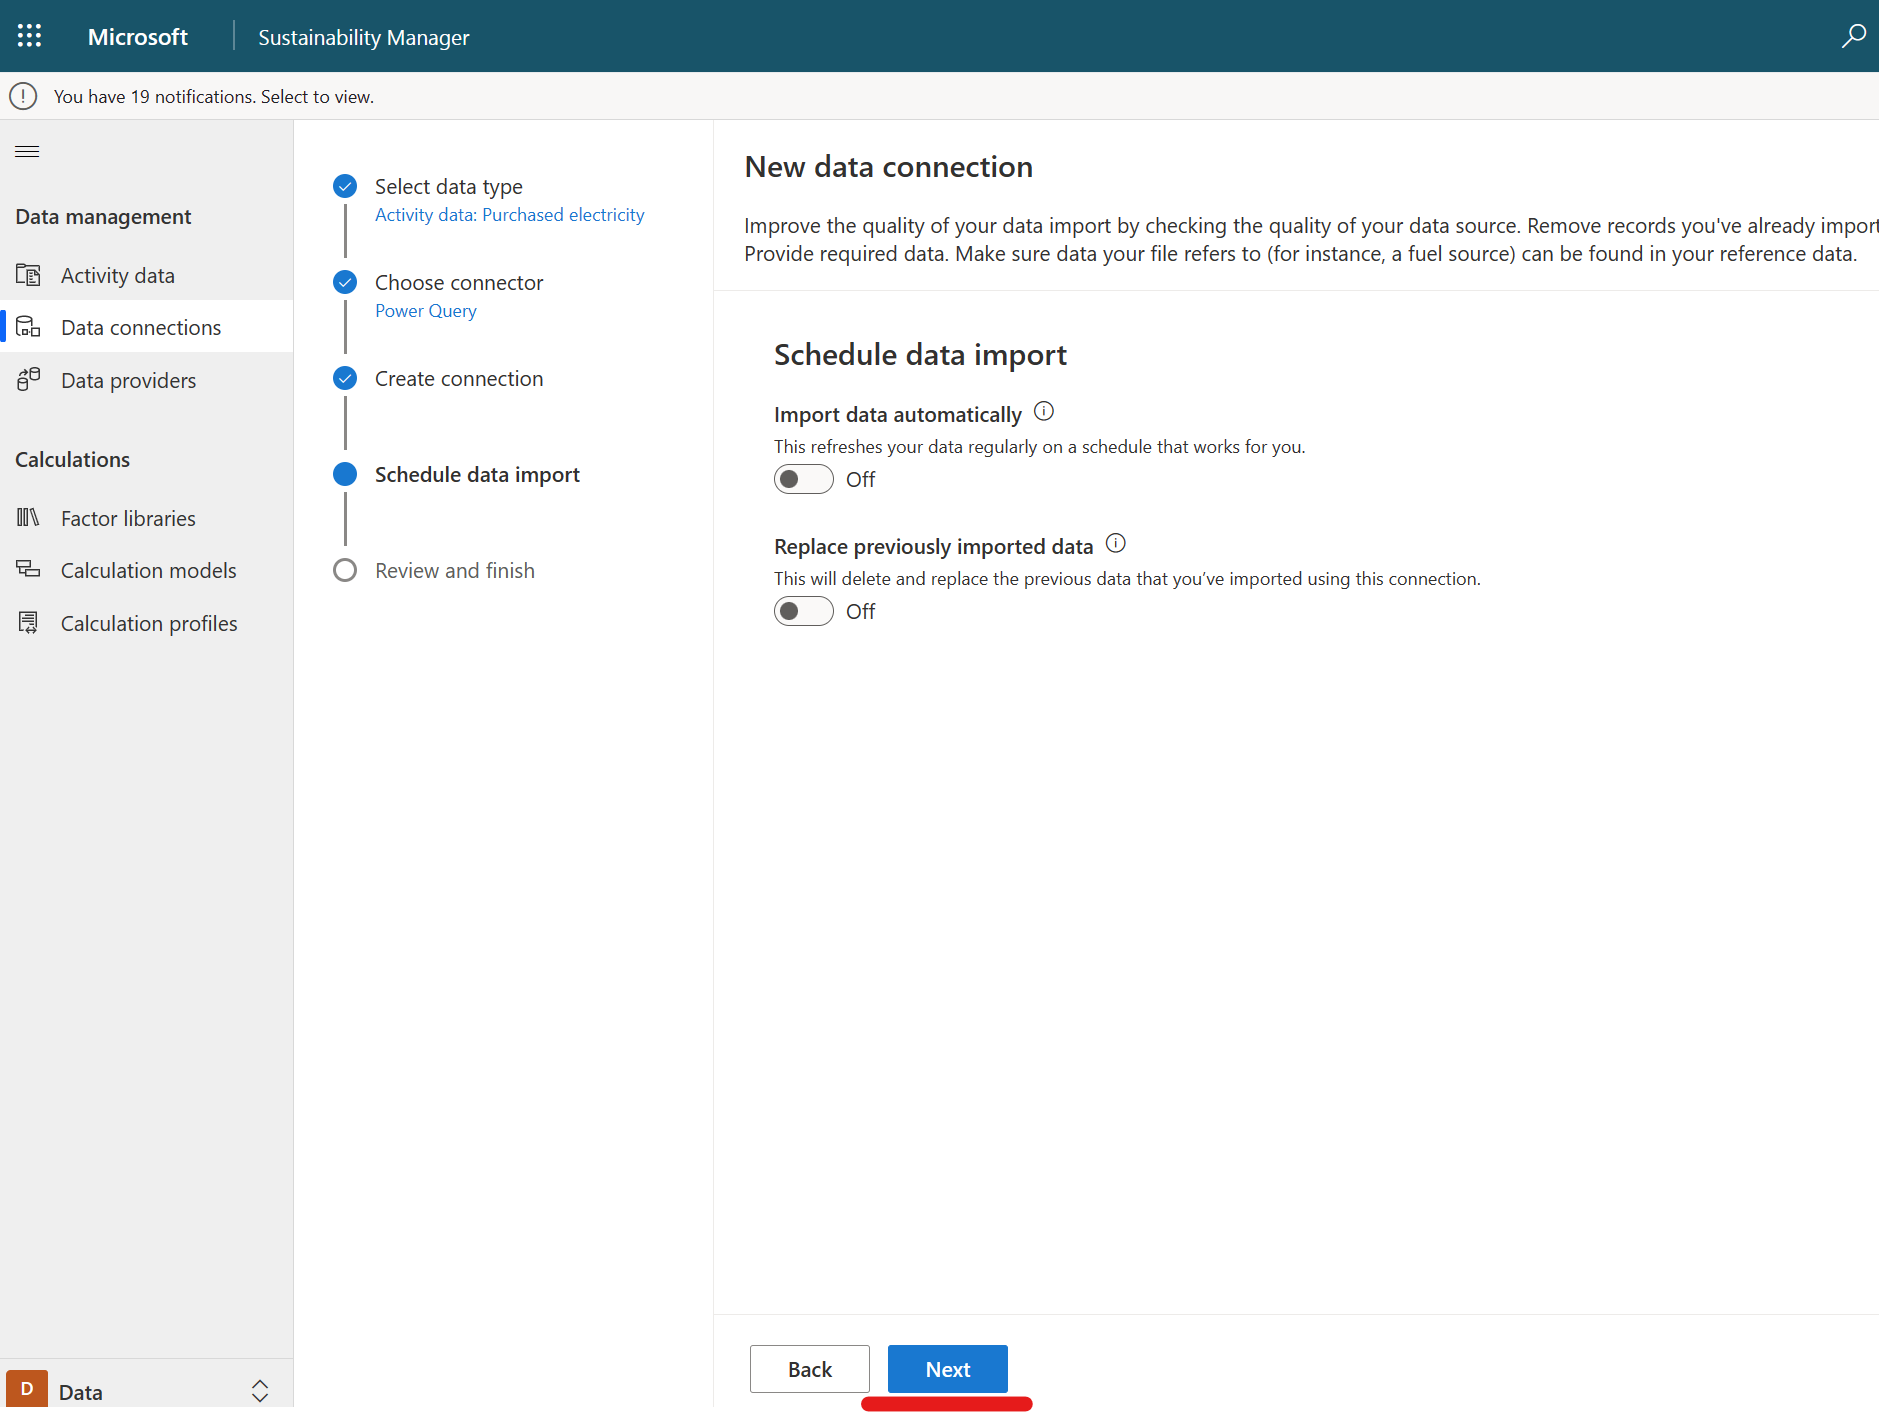 Microsoft
Sustainability Manager
You have 19 notifications. Select to view.
Data management
Activity data
Data connections
Data providers
Calculations
Factor libraries
Calculation models
Calculation profiles
D
Data
Select data type
Activity data: Purchased electricity
Choose connector
Power Query
Create connection
Schedule data import
Review and finish
New data connection
Improve the quality of your data import by checking the quality of your data source. Remove records you've already import
Provide required data. Make sure data your file refers to (for instance, a fuel source) can be found in your reference data.
Schedule data import
Import data automatically
This refreshes your data regularly on a schedule that works for you.
Off
Replace previously imported data
This will delete and replace the previous data that you’ve imported using this connection.
Off
Back
Next